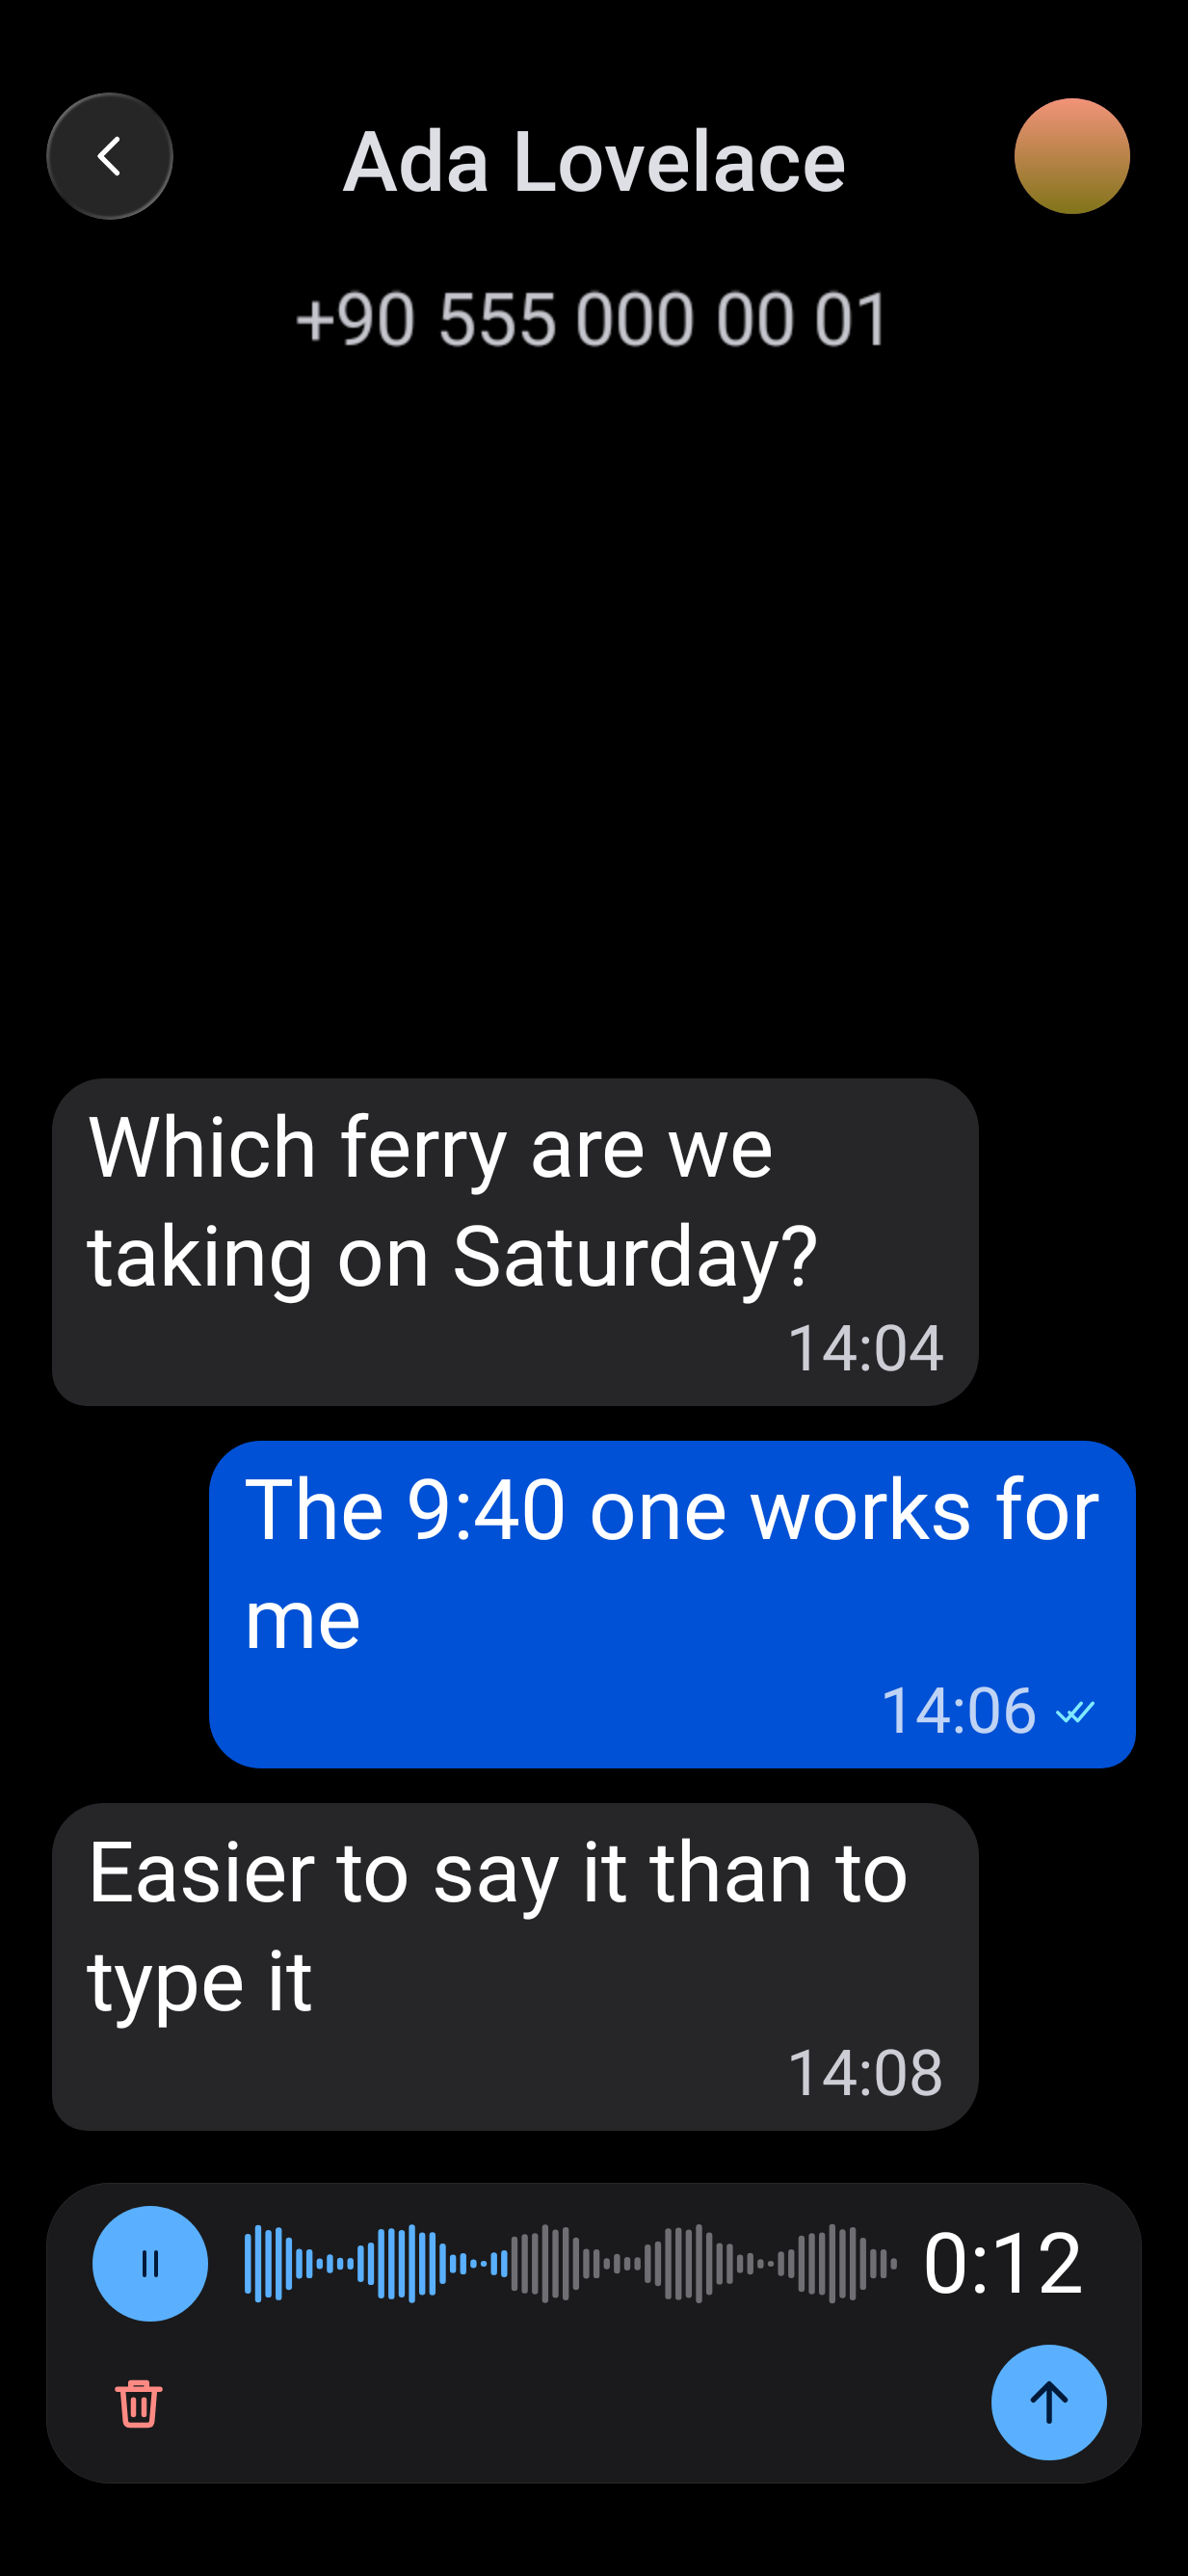 Ada Lovelace
+90 555 000 00 01
Which ferry are we
taking on Saturday?
14:04
The 9:40 one works for
me
14:06
Easier to say it than to
type it
14:08
0:12